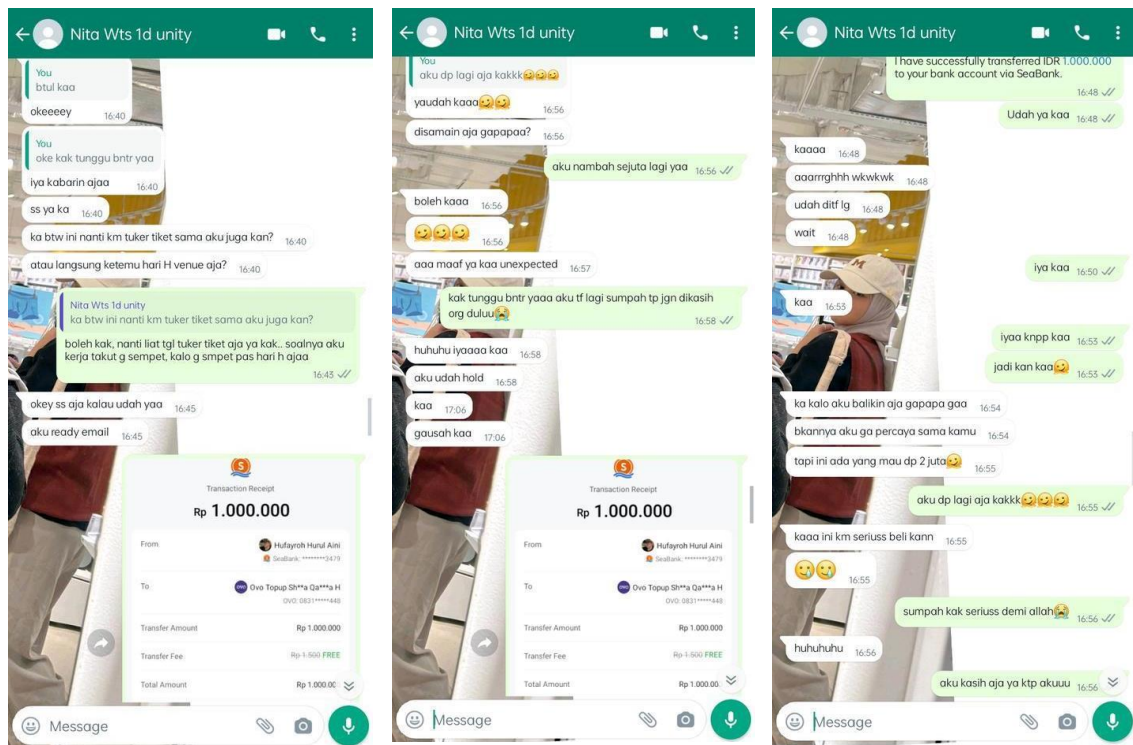 Nita Wts 1d unity
You
btul kaa
okeeeey 16:40
You
oke kak tunggu bntr yaa
iya kabarin ajaa 16:40
ss ya ka 16:40
ka btw ini nanti km tuker tiket sama aku juga kan? 16:40
atau langsung ketemu hari H venue aja? 16:40
Nita Wts 1d unity
ka btw ini nanti km tuker tiket sama aku juga kan?
boleh kak, nanti liat tgl tuker tiket aja ya kak.. soalnya aku
kerja takut g sempet, kalo g smpet pas hari h ajaa
16:43
okey ss aja kalau udah yaa 16:45
aku ready email 16:45
S
Transaction Receipt
Rp 1.000.000
From Hufayroh Hurul Aini
SeaBank: ********3479
To Ovo Topup Sh**a Qa***a H
OVO: 0831*****448
Transfer Amount Rp 1.000.000
Transfer Fee Rp 1.500 FREE
Total Amount Rp 1.000.00
Message
Nita Wts 1d unity
You
aku dp lagi aja kakkk🥲🥲🥲
yaudah kaaa🥲🥲 16:56
disamain aja gapapaa? 16:56
aku nambah sejuta lagi yaa 16:56
boleh kaaa 16:56
🥲🥲🥲 16:56
aaa maaf ya kaa unexpected 16:57
kak tunggu bntr yaaa aku tf lagi sumpah tp jgn dikasih
org duluu😭
16:58
huhuhu iyaaaa kaa 16:58
aku udah hold 16:58
kaa 17:06
gausah kaa 17:06
S
Transaction Receipt
Rp 1.000.000
From Hufayroh Hurul Aini
SeaBank: ********3479
To Ovo Topup Sh**a Qa***a H
OVO: 0831*****448
Transfer Amount Rp 1.000.000
Transfer Fee Rp 1.500 FREE
Total Amount Rp 1.000.00
Message
Nita Wts 1d unity
I have successfully transferred IDR 1.000.000
to your bank account via SeaBank.
16:48
Udah ya kaa 16:48
kaaaa 16:48
aaarrrghhh wkwkwk 16:48
udah ditf lg 16:48
wait 16:48
iya kaa 16:50
kaa 16:53
iyaa knpp kaa 16:53
jadi kan kaa🥲 16:53
ka kalo aku balikin aja gapapa gaa 16:54
bkannya aku ga percaya sama kamu 16:54
tapi ini ada yang mau dp 2 juta🥲 16:55
aku dp lagi aja kakkk🥲🥲🥲 16:55
kaaa ini km seriuss beli kann 16:55
🥲🥲 16:55
sumpah kak seriuss demi allah😭 16:56
huhuhuhu 16:56
aku kasih aja ya ktp akuuu 16:56
Message